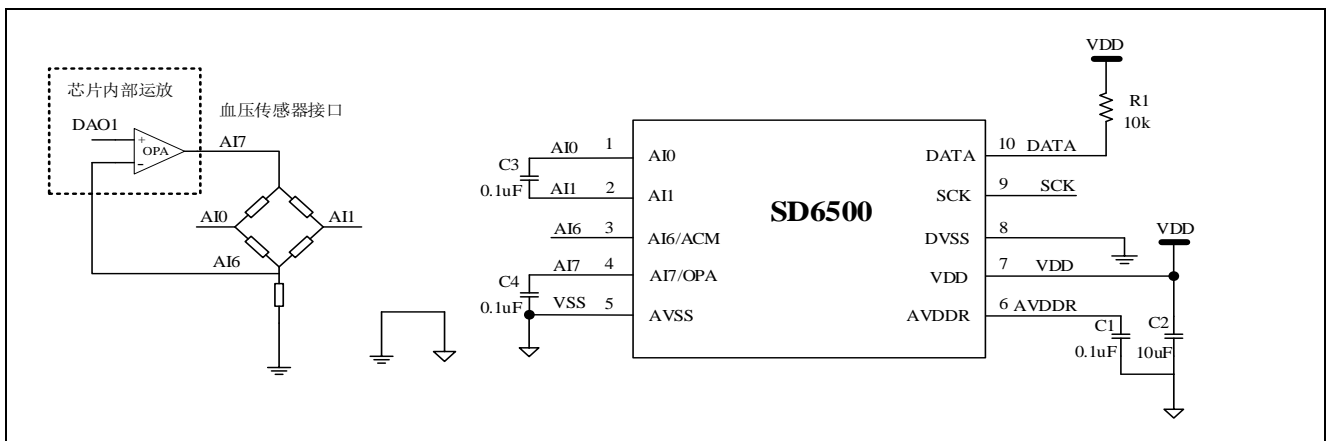 芯片内部运放
DAO1
+
-
OPA
AI7
血压传感器接口
AI0
AI1
AI6
C3
0.1uF
AI0
1
AI1
2
AI6
3
AI7
4
C4
0.1uF
VSS
5
AI0
AI1
AI6/ACM
AI7/OPA
AVSS
SD6500
DATA
SCK
DVSS
VDD
AVDDR
10
DATA
9
SCK
8
7
VDD
6
AVDDR
VDD
R1
10k
VDD
C1
0.1uF
C2
10uF